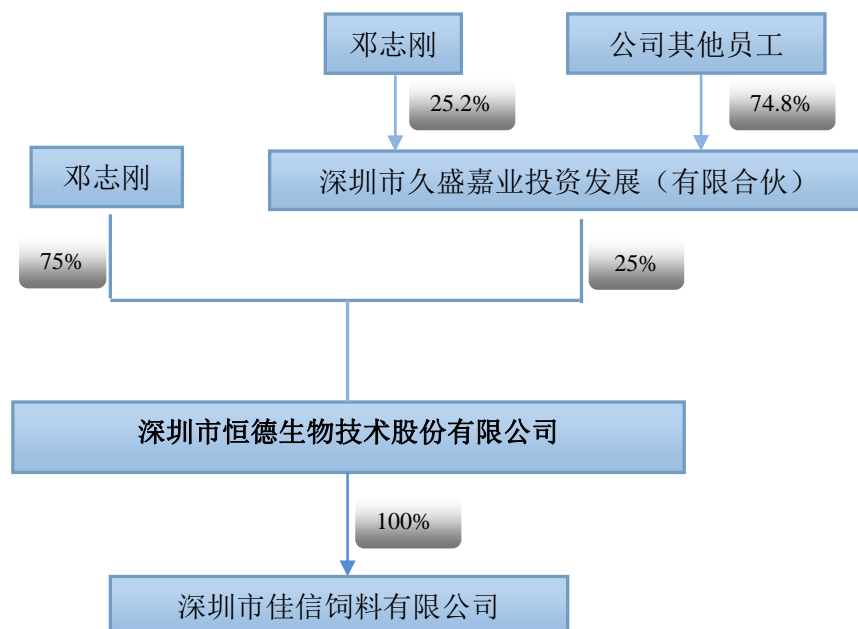 邓志刚
公司其他员工
25.2%
74.8%
邓志刚
深圳市久盛嘉业投资发展（有限合伙）
75%
25%
深圳市恒德生物技术股份有限公司
100%
深圳市佳信饲料有限公司